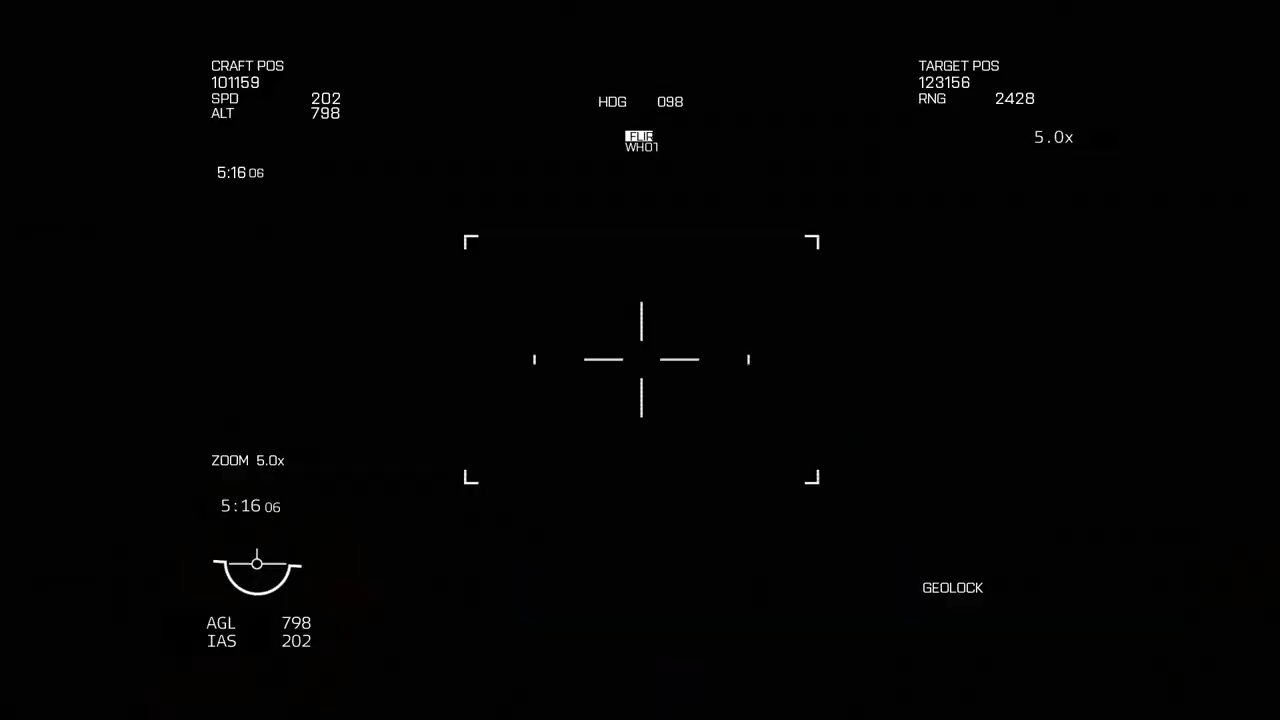 CRAFT POS
101159
SPD 202
ALT 798
5:16 06
HDG 098
FLIR
WHOT
TARGET POS
123156
RNG 2428
5.0x
ZOOM 5.0x
5:16 06
AGL 798
IAS 202
GEOLOCK